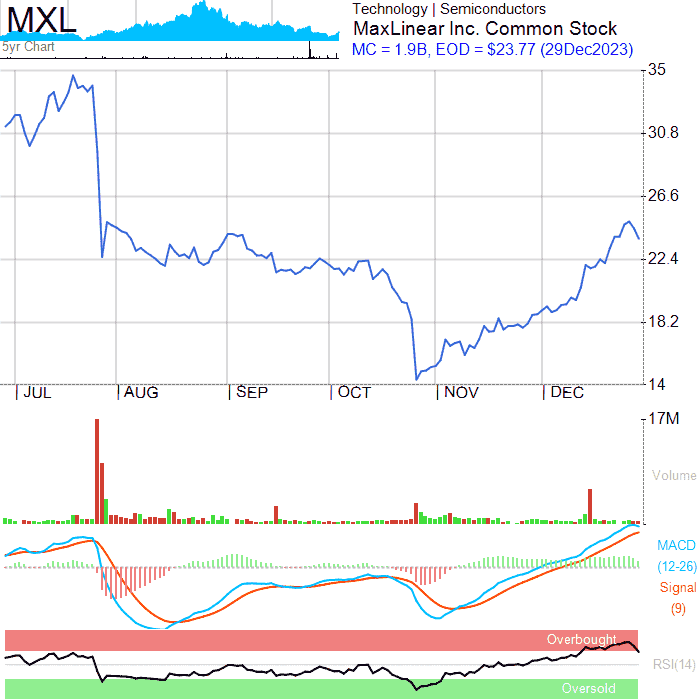 MXL
5yr Chart
Technology | Semiconductors
MaxLinear Inc. Common Stock
MC = 1.9B, EOD = $23.77 (29Dec2023)
35
30.8
26.6
22.4
18.2
14
JUL AUG SEP OCT NOV DEC
17M
Volume
MACD
(12-26)
Signal
(9)
Overbought
RSI(14)
Oversold